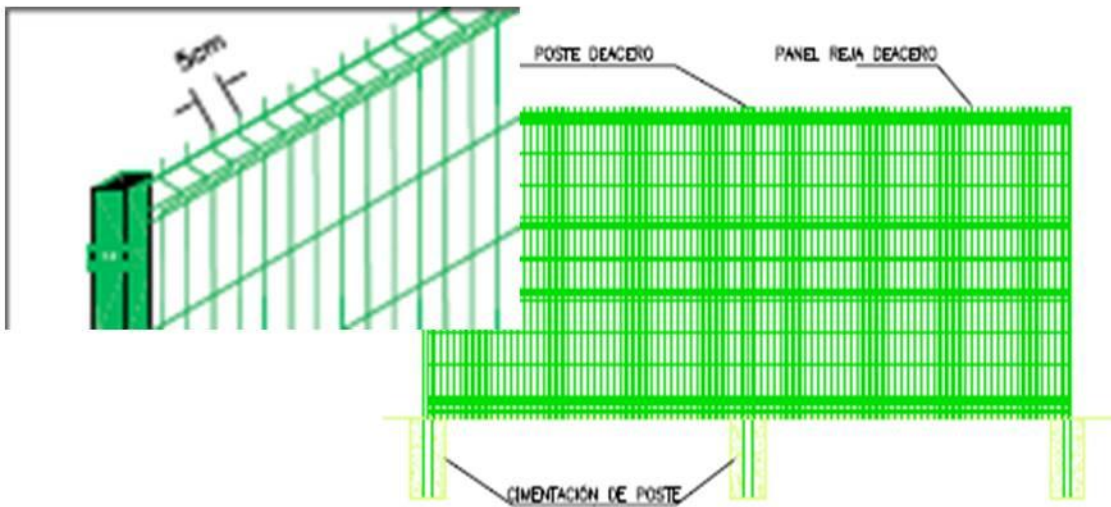 5cm
POSTE DEACERO
PANEL REJA DEACERO
CIMENTACIÓN DE POSTE